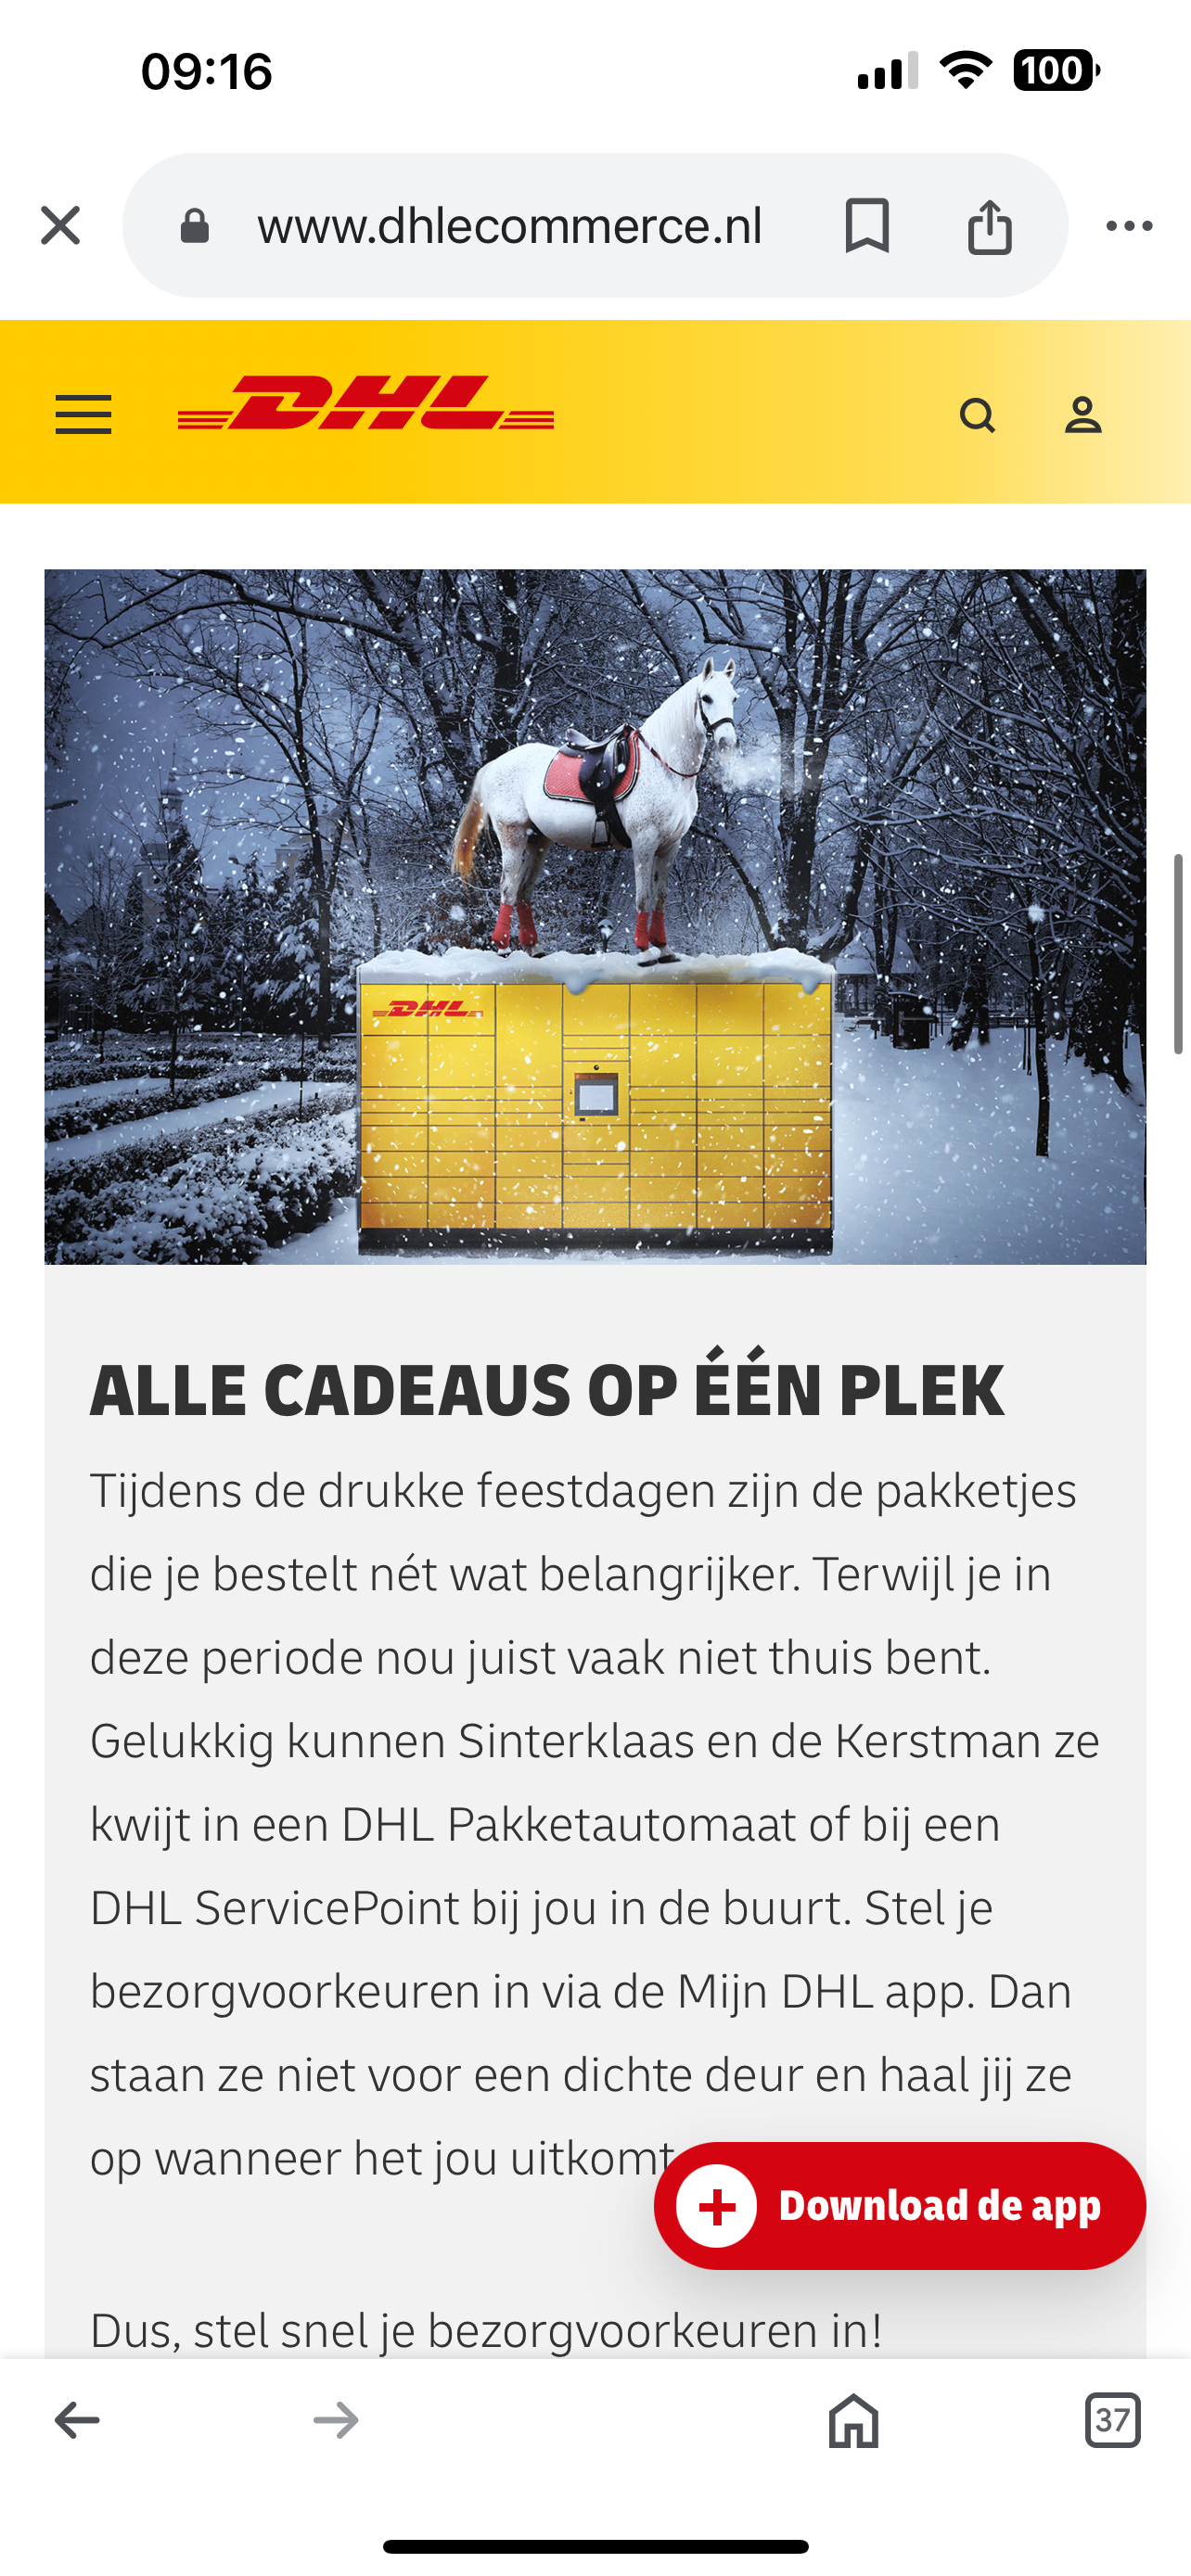 09:16
100
www.dhlecommerce.nl
DHL
DHL
ALLE CADEAUS OP ÉÉN PLEK
Tijdens de drukke feestdagen zijn de pakketjes
die je bestelt nét wat belangrijker. Terwijl je in
deze periode nou juist vaak niet thuis bent.
Gelukkig kunnen Sinterklaas en de Kerstman ze
kwijt in een DHL Pakketautomaat of bij een
DHL ServicePoint bij jou in de buurt. Stel je
bezorgvoorkeuren in via de Mijn DHL app. Dan
staan ze niet voor een dichte deur en haal jij ze
op wanneer het jou uitkomt
Download de app
Dus, stel snel je bezorgvoorkeuren in!
37